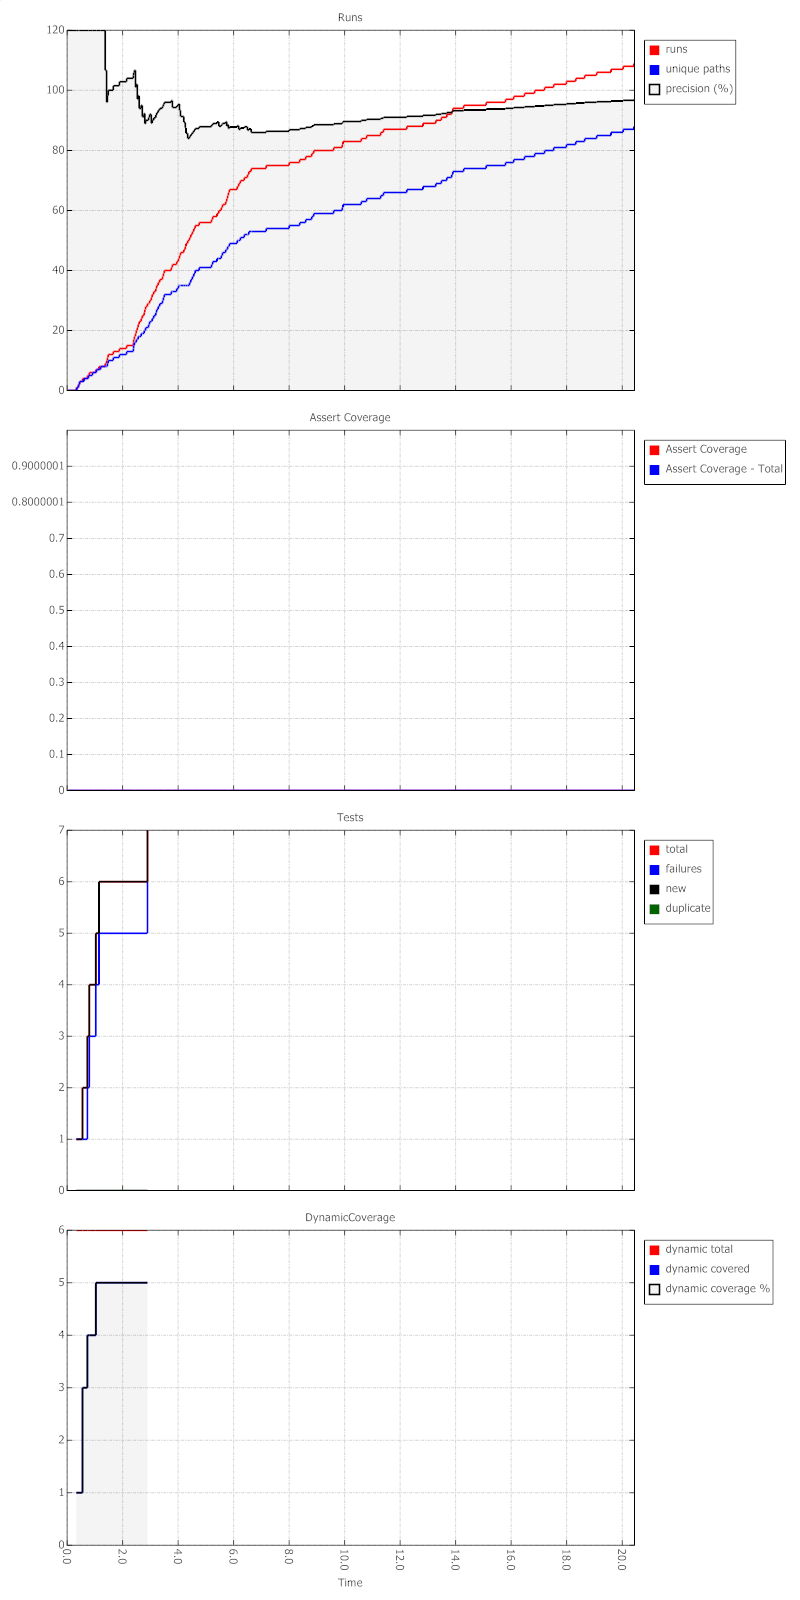 Runs
120
100
80
60
40
20
0
runs
unique paths
precision (%)
Assert Coverage
0.9000001
0.8000001
0.7
0.6
0.5
0.4
0.3
0.2
0.1
0
Assert Coverage
Assert Coverage - Total
Tests
7
6
5
4
3
2
1
0
total
failures
new
duplicate
DynamicCoverage
6
5
4
3
2
1
0
dynamic total
dynamic covered
dynamic coverage %
0.0 2.0 4.0 6.0 8.0 10.0 12.0 14.0 16.0 18.0 20.0
Time